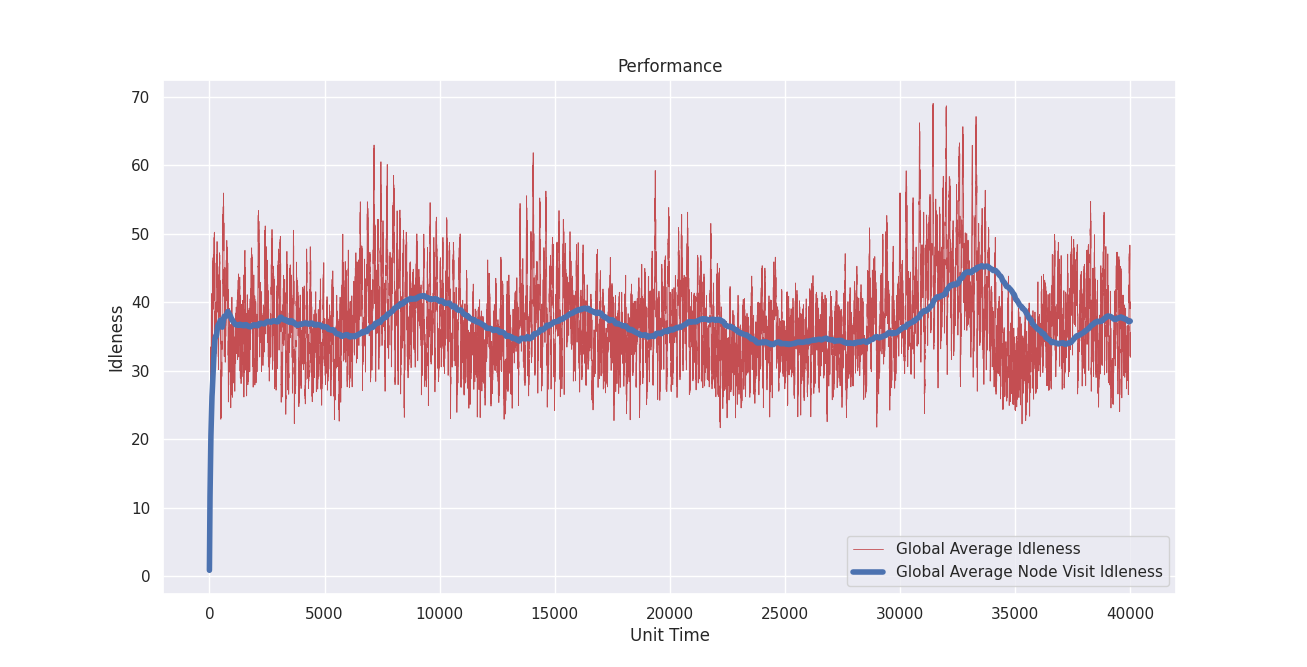 Performance
70
60
50
40
30
20
10
0
Idleness
0 5000 10000 15000 20000 25000 30000 35000 40000
Unit Time
Global Average Idleness
Global Average Node Visit Idleness